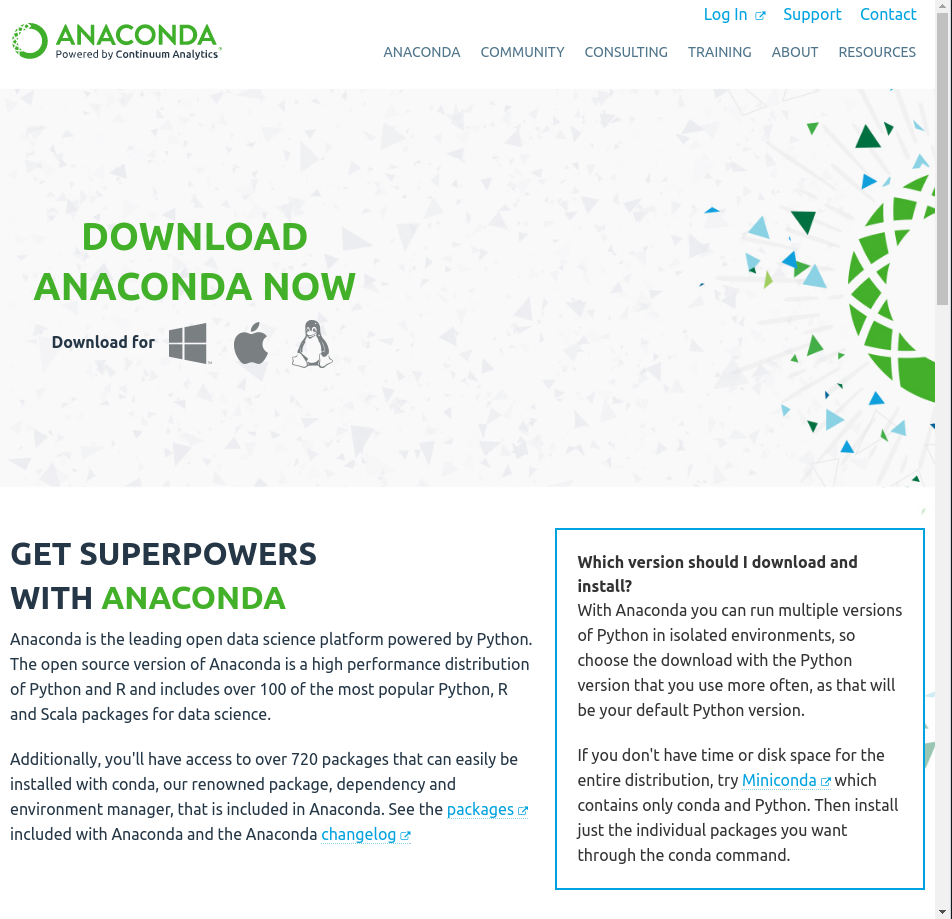 Log In Support Contact
ANACONDA
Powered by Continuum Analytics
ANACONDA COMMUNITY CONSULTING TRAINING ABOUT RESOURCES
DOWNLOAD
ANACONDA NOW
Download for
GET SUPERPOWERS
WITH ANACONDA
Anaconda is the leading open data science platform powered by Python.
The open source version of Anaconda is a high performance distribution
of Python and R and includes over 100 of the most popular Python, R
and Scala packages for data science.
Additionally, you'll have access to over 720 packages that can easily be
installed with conda, our renowned package, dependency and
environment manager, that is included in Anaconda. See the packages
included with Anaconda and the Anaconda changelog
Which version should I download and
install?
With Anaconda you can run multiple versions
of Python in isolated environments, so
choose the download with the Python
version that you use more often, as that will
be your default Python version.
If you don't have time or disk space for the
entire distribution, try Miniconda which
contains only conda and Python. Then install
just the individual packages you want
through the conda command.